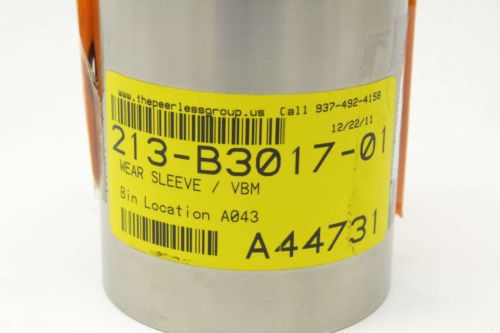 www.thepeerlessgroup.us Call 937-492-4158
12/22/11
213-B3017-01
WEAR SLEEVE / VBM
Bin Location A043
A44731